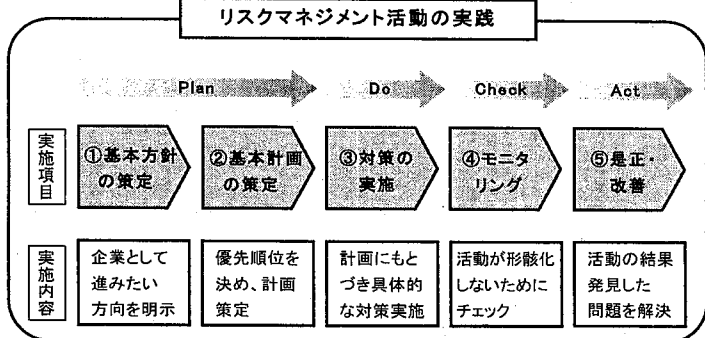 リスクマネジメント活動の実践
Plan
Do
Check
Act
実施項目
①基本方針
の策定
②基本計画
の策定
③対策の
実施
④モニタ
リング
⑤是正・
改善
実施内容
企業として
進みたい
方向を明示
優先順位を
決め、計画
策定
計画にもと
づき具体的
な対策実施
活動が形骸化
しないために
チェック
活動の結果
発見した
問題を解決